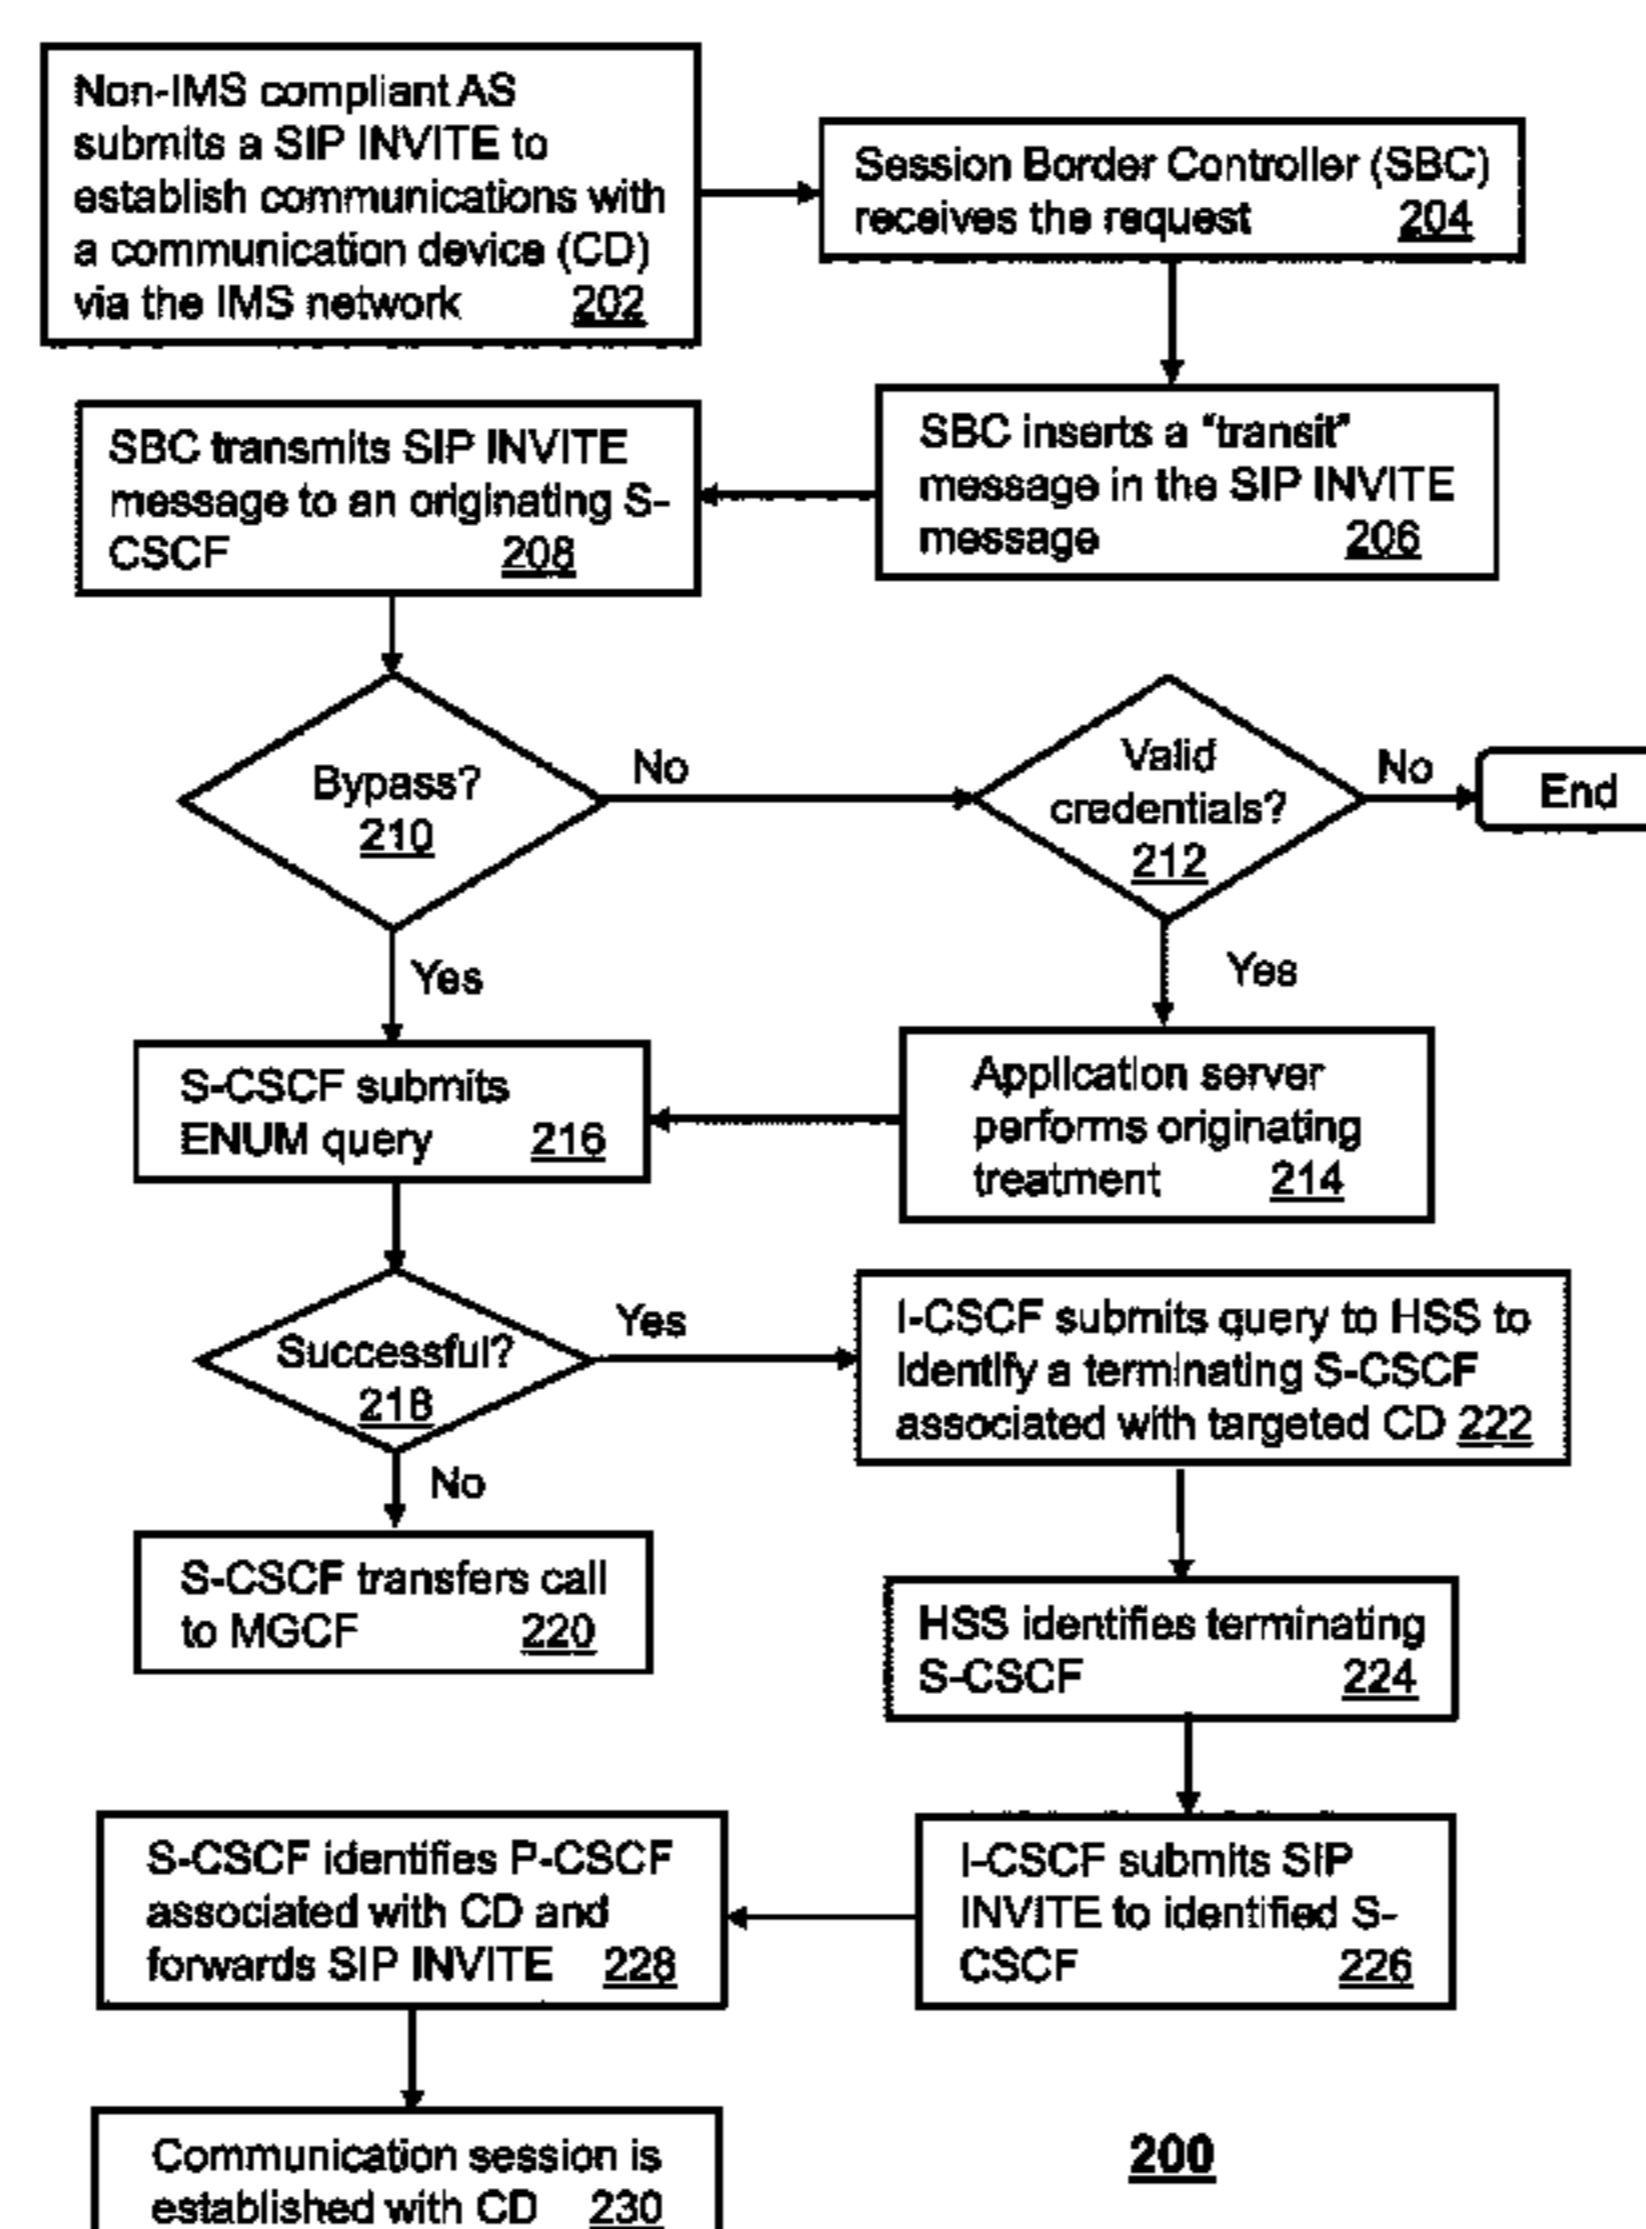 Non-IMS compliant AS
submits a SIP INVITE to
establish communications with
a communication device (CD)
via the IMS network 202
Session Border Controller (SBC)
receives the request 204
SBC inserts a "transit"
message in the SIP INVITE
message 206
SBC transmits SIP INVITE
message to an originating S-
CSCF 208
Bypass?
210
No
Valid
credentials?
212
No
End
Yes
Yes
Application server
performs originating
treatment 214
S-CSCF submits
ENUM query 216
Successful?
218
Yes
I-CSCF submits query to HSS to
identify a terminating S-CSCF
associated with targeted CD 222
No
S-CSCF transfers call
to MGCF 220
HSS identifies terminating
S-CSCF 224
I-CSCF submits SIP
INVITE to identified S-
CSCF 226
S-CSCF identifies P-CSCF
associated with CD and
forwards SIP INVITE 228
Communication session is
established with CD 230
200